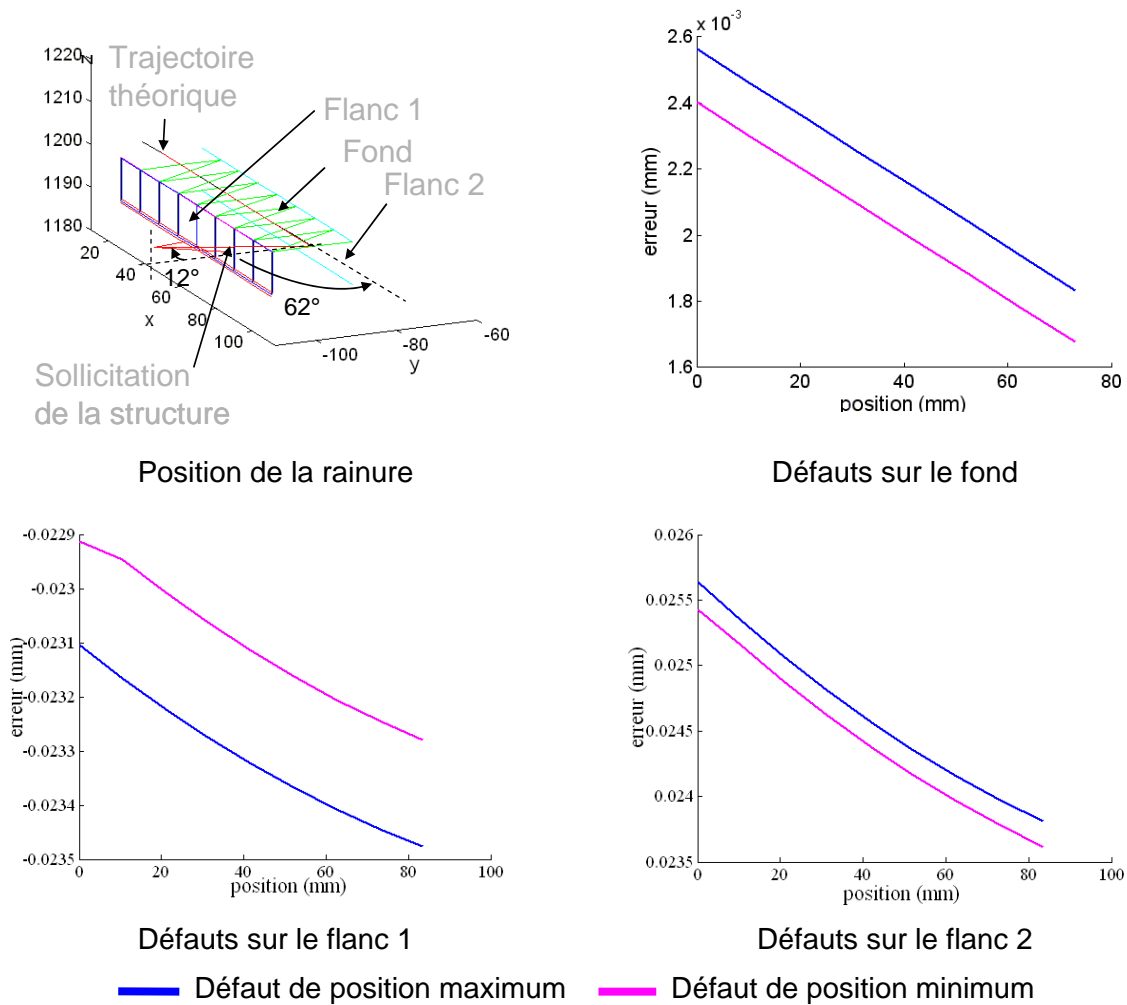 Trajectoire
théorique
Flanc 1
Fond
Flanc 2
1220
1210
1200
1190
1180
z
20
40
60
80
100
x
-100
-80
-60
y
12°
62°
Sollicitation
de la structure
Position de la rainure
x 10⁻³
2.6
2.4
2.2
2
1.8
1.6
erreur (mm)
0 20 40 60 80
position (mm)
Défauts sur le fond
-0.0229
-0.023
-0.0231
-0.0232
-0.0233
-0.0234
-0.0235
erreur (mm)
0 20 40 60 80 100
position (mm)
Défauts sur le flanc 1
0.026
0.0255
0.025
0.0245
0.024
0.0235
erreur (mm)
0 20 40 60 80 100
position (mm)
Défauts sur le flanc 2
Défaut de position maximum
Défaut de position minimum